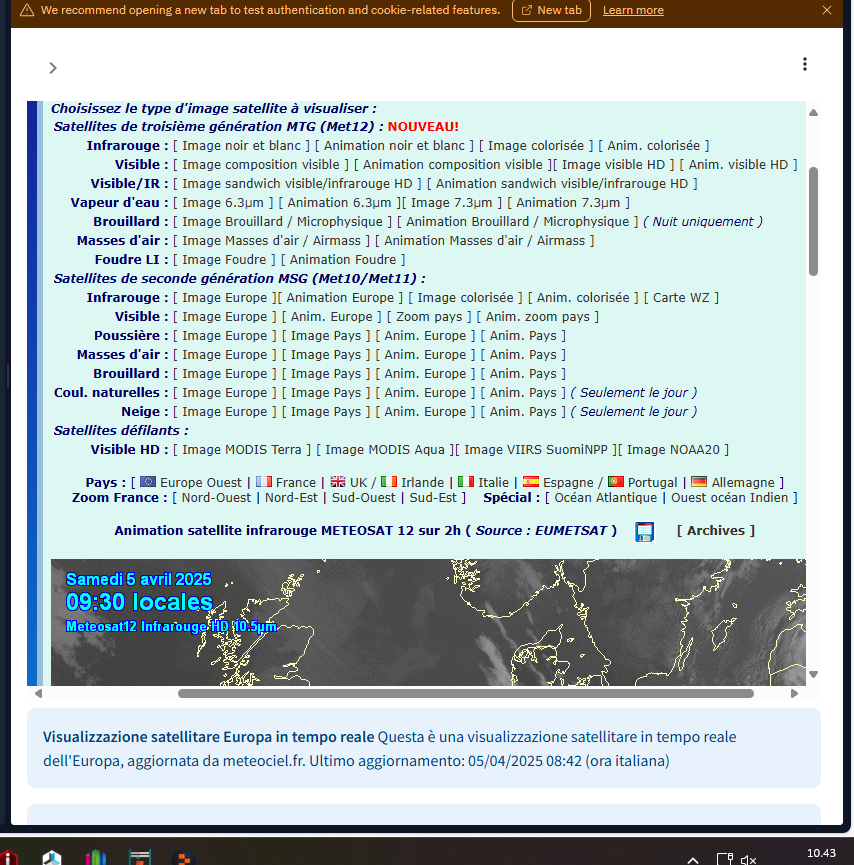 We recommend opening a new tab to test authentication and cookie-related features. New tab Learn more
Choisissez le type d'image satellite à visualiser :
Satellites de troisième génération MTG (Met12) : NOUVEAU!
Infrarouge : [ Image noir et blanc ] [ Animation noir et blanc ] [ Image colorisée ] [ Anim. colorisée ]
Visible : [ Image composition visible ] [ Animation composition visible ][ Image visible HD ] [ Anim. visible HD ]
Visible/IR : [ Image sandwich visible/infrarouge HD ] [ Animation sandwich visible/infrarouge HD ]
Vapeur d'eau : [ Image 6.3µm ] [ Animation 6.3µm ][ Image 7.3µm ] [ Animation 7.3µm ]
Brouillard : [ Image Brouillard / Microphysique ] [ Animation Brouillard / Microphysique ] ( Nuit uniquement )
Masses d'air : [ Image Masses d'air / Airmass ] [ Animation Masses d'air / Airmass ]
Foudre LI : [ Image Foudre ] [ Animation Foudre ]
Satellites de seconde génération MSG (Met10/Met11) :
Infrarouge : [ Image Europe ][ Animation Europe ] [ Image colorisée ] [ Anim. colorisée ] [ Carte WZ ]
Visible : [ Image Europe ] [ Anim. Europe ] [ Zoom pays ] [ Anim. zoom pays ]
Poussière : [ Image Europe ] [ Image Pays ] [ Anim. Europe ] [ Anim. Pays ]
Masses d'air : [ Image Europe ] [ Image Pays ] [ Anim. Europe ] [ Anim. Pays ]
Brouillard : [ Image Europe ] [ Image Pays ] [ Anim. Europe ] [ Anim. Pays ]
Coul. naturelles : [ Image Europe ] [ Image Pays ] [ Anim. Europe ] [ Anim. Pays ] ( Seulement le jour )
Neige : [ Image Europe ] [ Image Pays ] [ Anim. Europe ] [ Anim. Pays ] ( Seulement le jour )
Satellites défilants :
Visible HD : [ Image MODIS Terra ] [ Image MODIS Aqua ][ Image VIIRS SuomiNPP ][ Image NOAA20 ]
Pays : [ Europe Ouest | France | UK / Irlande | Italie | Espagne / Portugal | Allemagne ]
Zoom France : [ Nord-Ouest | Nord-Est | Sud-Ouest | Sud-Est ] Spécial : [ Océan Atlantique | Ouest océan Indien ]
Animation satellite infrarouge METEOSAT 12 sur 2h ( Source : EUMETSAT ) [ Archives ]
Samedi 5 avril 2025
09:30 locales
Meteosat12 Infrarouge HD 10.5µm
Visualizzazione satellitare Europa in tempo reale Questa è una visualizzazione satellitare in tempo reale
dell'Europa, aggiornata da meteociel.fr. Ultimo aggiornamento: 05/04/2025 08:42 (ora italiana)
10.43